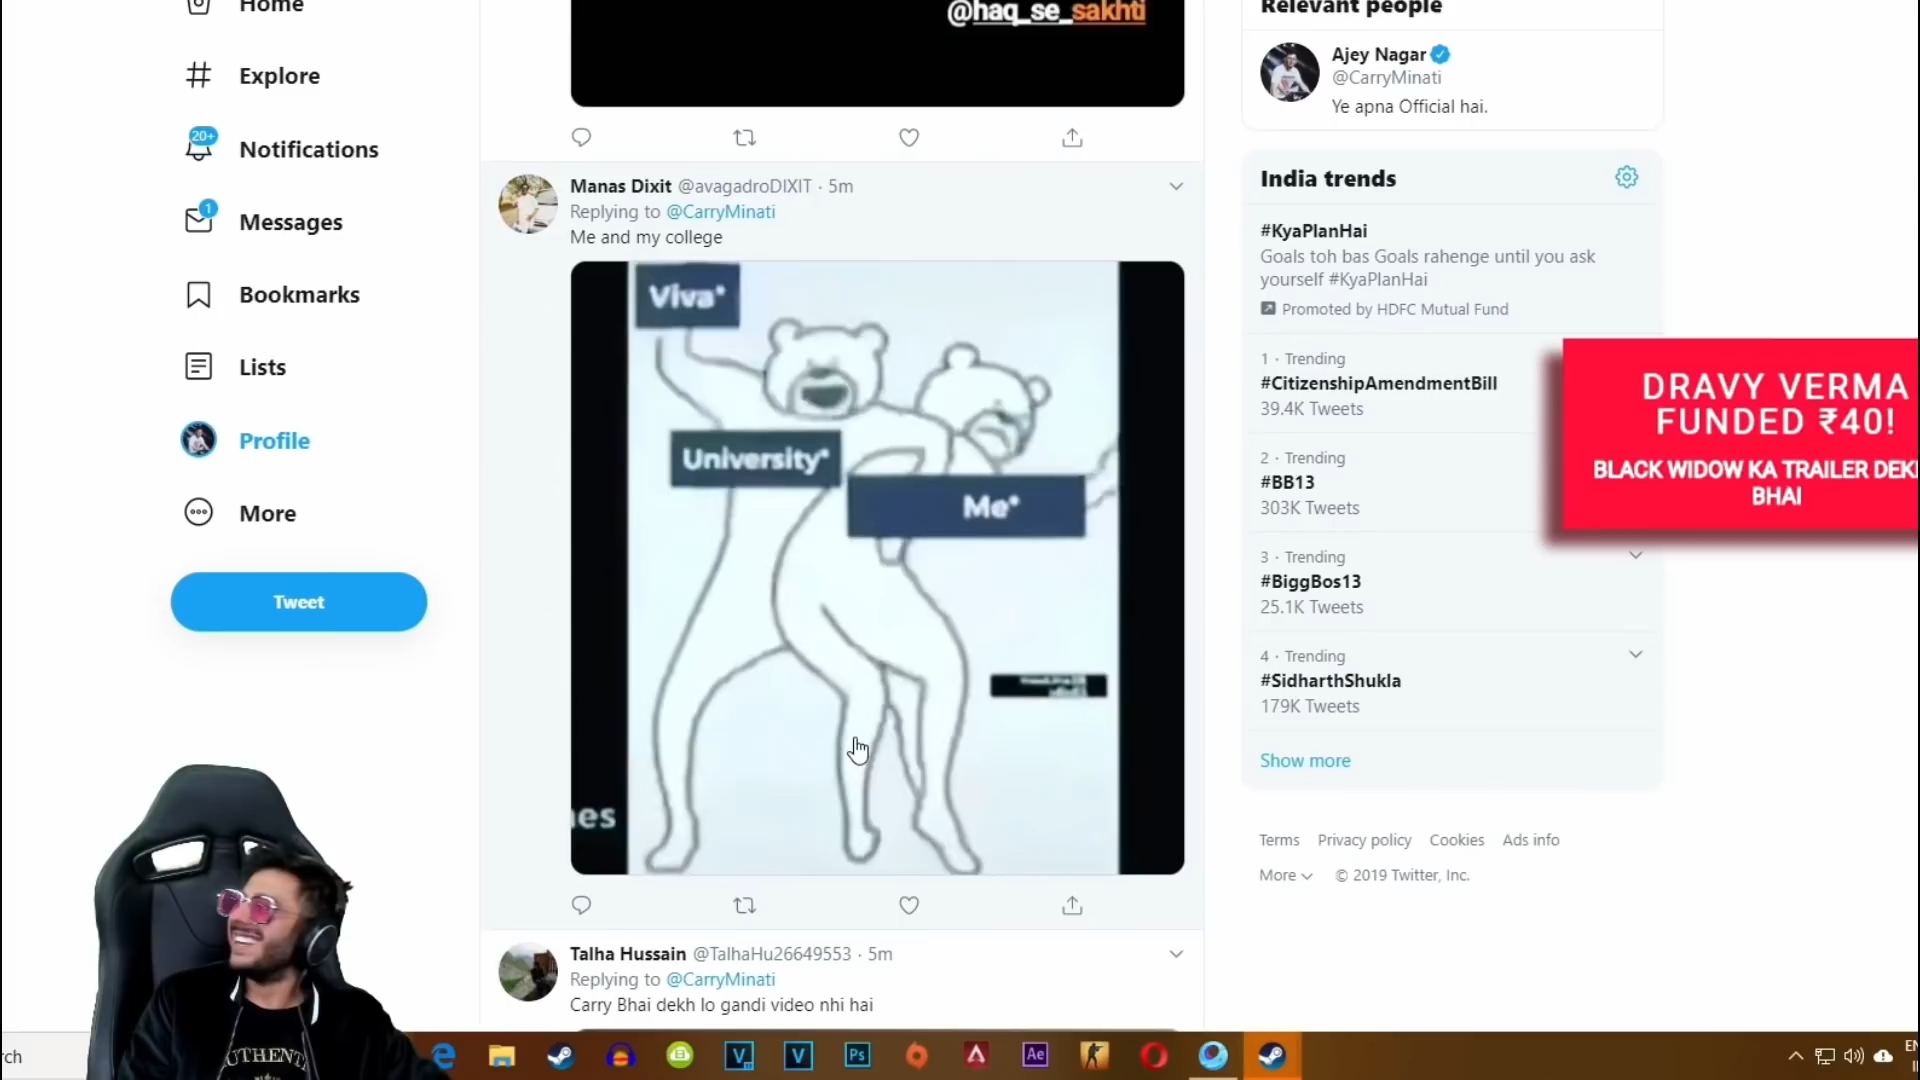 @haq_se_sakhti
Home
Explore
20+
Notifications
1
Messages
Bookmarks
Lists
Profile
More
Tweet
Manas Dixit @avagadroDIXIT · 5m
Replying to @CarryMinati
Me and my college
Viva*
University*
Me*
es
Talha Hussain @TalhaHu26649553 · 5m
Replying to @CarryMinati
Carry Bhai dekh lo gandi video nhi hai
Relevant people
Ajey Nagar
@CarryMinati
Ye apna Official hai.
India trends
#KyaPlanHai
Goals toh bas Goals rahenge until you ask
yourself #KyaPlanHai
Promoted by HDFC Mutual Fund
1 · Trending
#CitizenshipAmendmentBill
39.4K Tweets
2 · Trending
#BB13
303K Tweets
3 · Trending
#BiggBos13
25.1K Tweets
4 · Trending
#SidharthShukla
179K Tweets
Show more
Terms Privacy policy Cookies Ads info
More © 2019 Twitter, Inc.
DRAVY VERMA
FUNDED ₹40!
BLACK WIDOW KA TRAILER DEK
BHAI
UTHENT
rch
V
V
Ps
Ae
EN